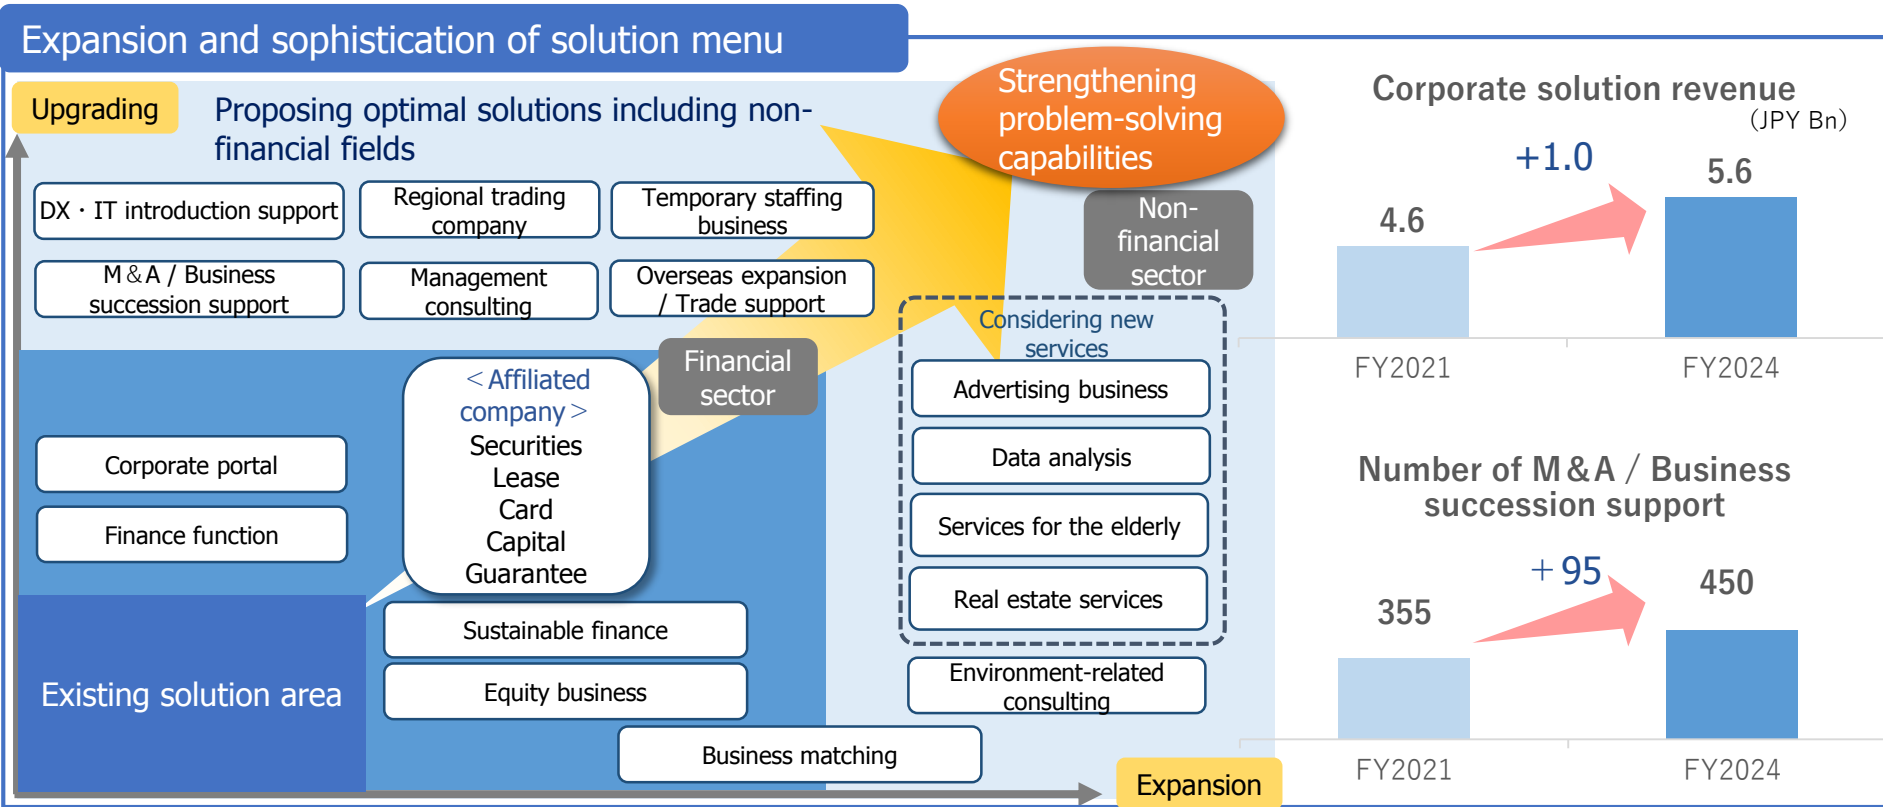 Expansion and sophistication of solution menu
Upgrading
Proposing optimal solutions including non-
financial fields
Strengthening
problem-solving
capabilities
DX・IT introduction support
Regional trading
company
Temporary staffing
business
M&A / Business
succession support
Management
consulting
Overseas expansion
/ Trade support
Non-
financial
sector
Financial
sector
<Affiliated
company>
Securities
Lease
Card
Capital
Guarantee
Corporate portal
Finance function
Considering new
services
Advertising business
Data analysis
Services for the elderly
Real estate services
Environment-related
consulting
Sustainable finance
Equity business
Business matching
Existing solution area
Expansion
Corporate solution revenue
(JPY Bn)
+1.0
4.6
5.6
FY2021
FY2024
Number of M&A / Business
succession support
+95
355
450
FY2021
FY2024